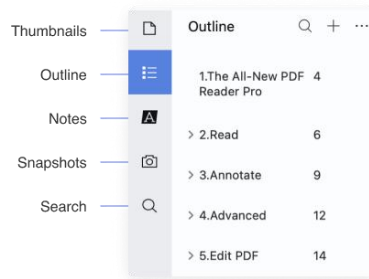 Thumbnails
Outline
Notes
Snapshots
Search
Outline
1.The All-New PDF 4
Reader Pro
2.Read 6
3.Annotate 9
4.Advanced 12
5.Edit PDF 14